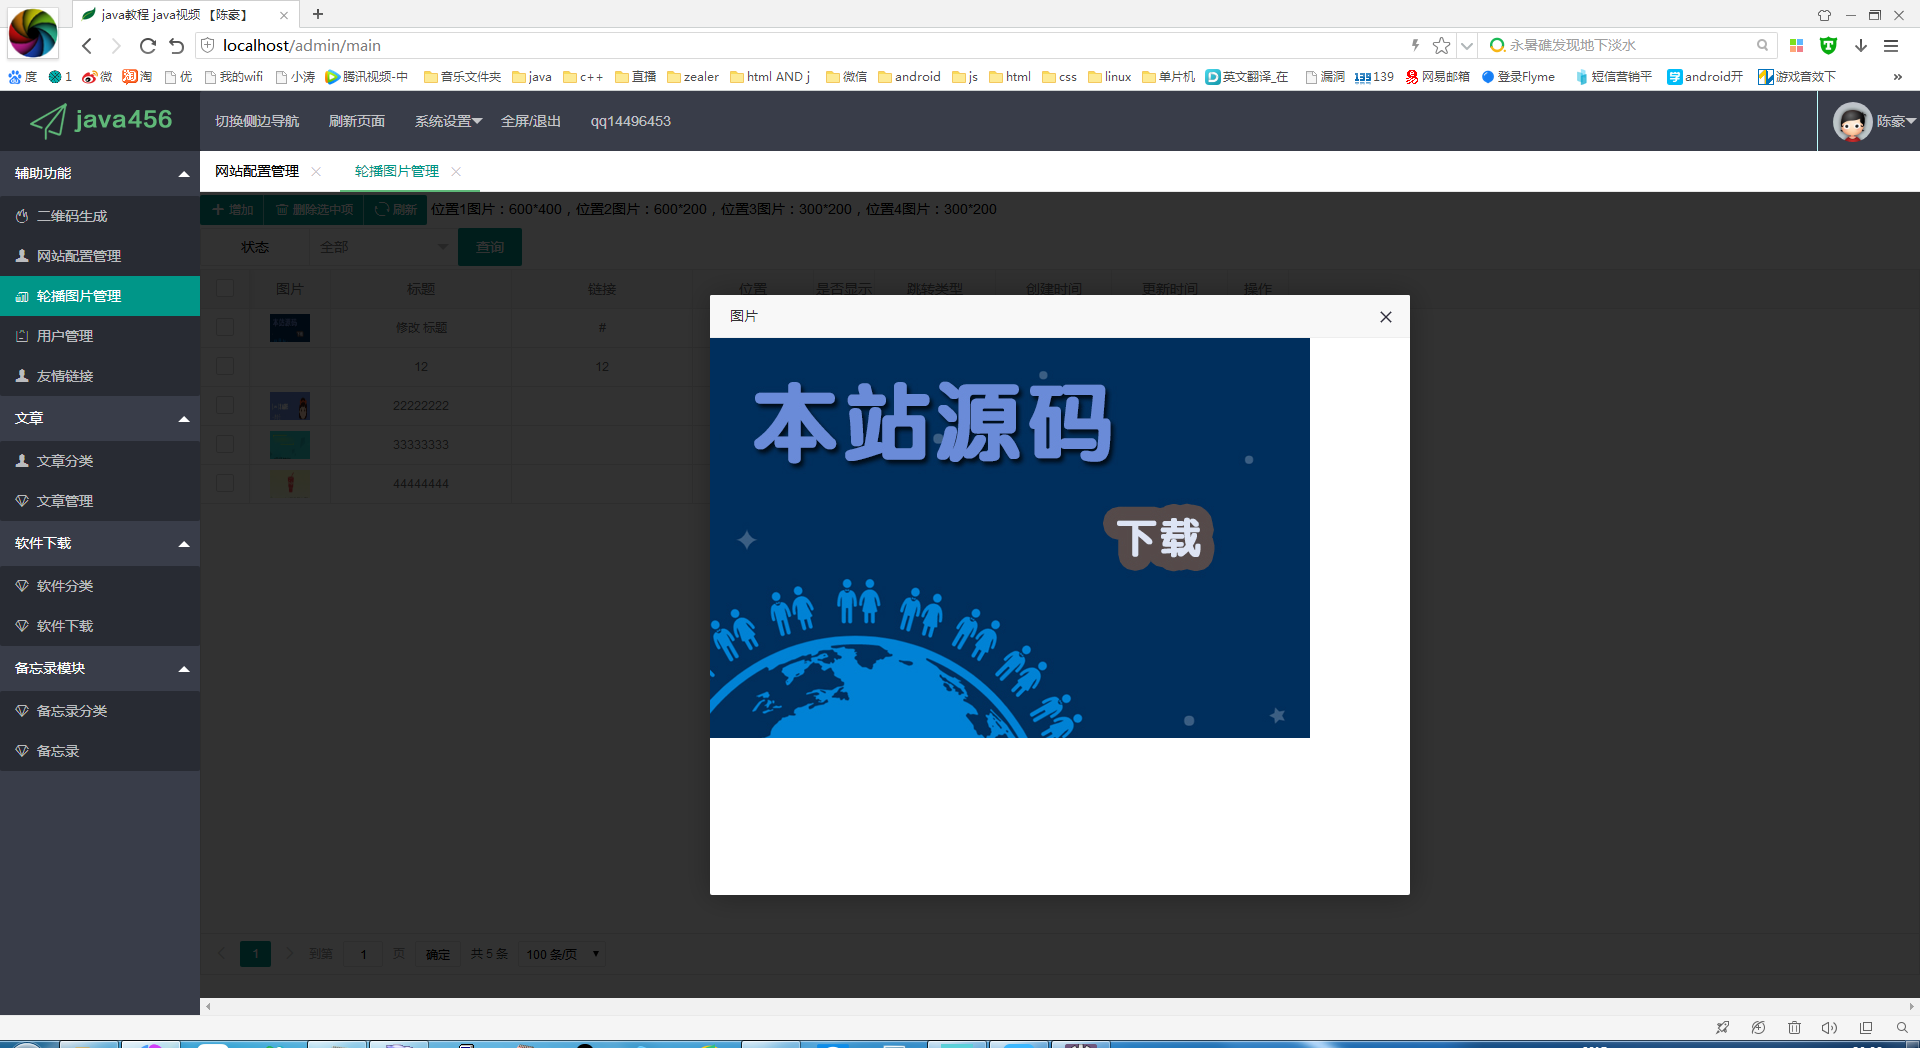 java教程 java视频 【陈豪】
localhost/admin/main
永暑礁发现地下淡水
度 1 微 淘 优 我的wifi 小涛 腾讯视频-中 音乐文件夹 java c++ 直播 zealer html AND j 微信 android js html css linux 单片机 英文翻译_在 漏洞 139 网易邮箱 登录Flyme 短信营销平 android开 游戏音效下 »
java456
切换侧边导航 刷新页面 系统设置 全屏/退出 qq14496453
陈豪
辅助功能
二维码生成
网站配置管理
轮播图片管理
用户管理
友情链接
文章
文章分类
文章管理
软件下载
软件分类
软件下载
备忘录模块
备忘录分类
备忘录
网站配置管理 轮播图片管理
增加 删除选中项 刷新 位置1图片：600*400，位置2图片：600*200，位置3图片：300*200，位置4图片：300*200
状态 全部 查询
图片 标题 链接 位置 是否显示 跳转类型 创建时间 更新时间 操作
修改 标题 #
12 12
22222222
33333333
44444444
图片
本站源码
下载
1 到第 1 页 确定 共 5 条 100 条/页